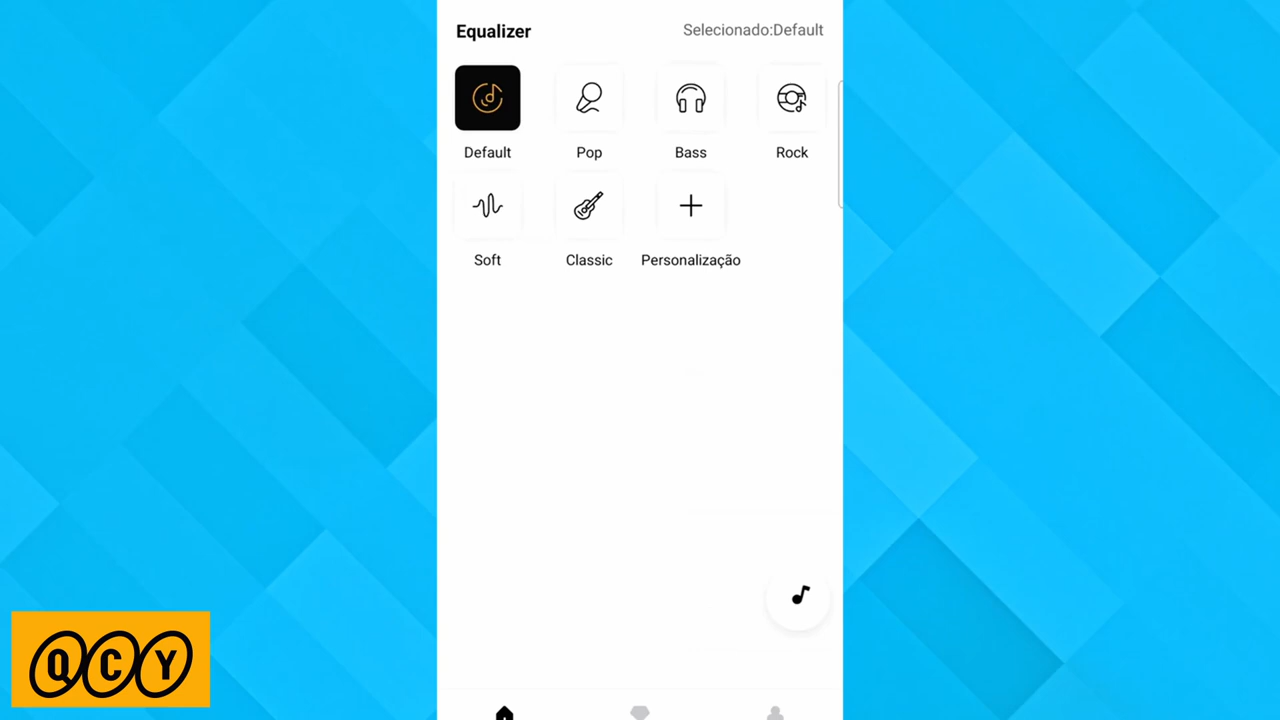 Equalizer
Selecionado:Default
Default
Pop
Bass
Rock
Soft
Classic
Personalização
QCY